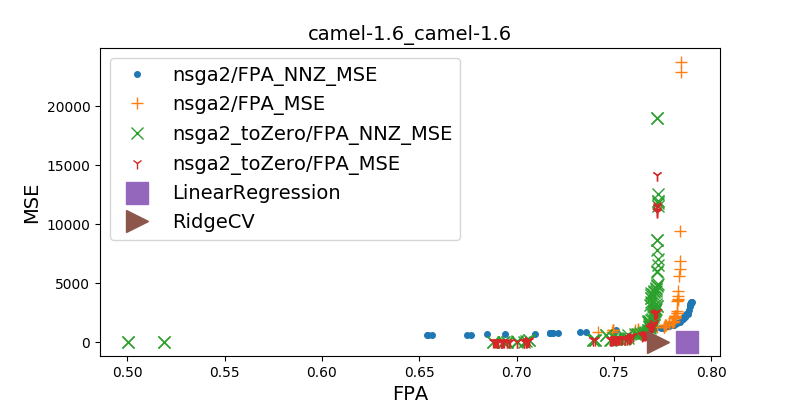 camel-1.6_camel-1.6
nsga2/FPA_NNZ_MSE
nsga2/FPA_MSE
nsga2_toZero/FPA_NNZ_MSE
nsga2_toZero/FPA_MSE
LinearRegression
RidgeCV
MSE
20000
15000
10000
5000
0
0.50 0.55 0.60 0.65 0.70 0.75 0.80
FPA